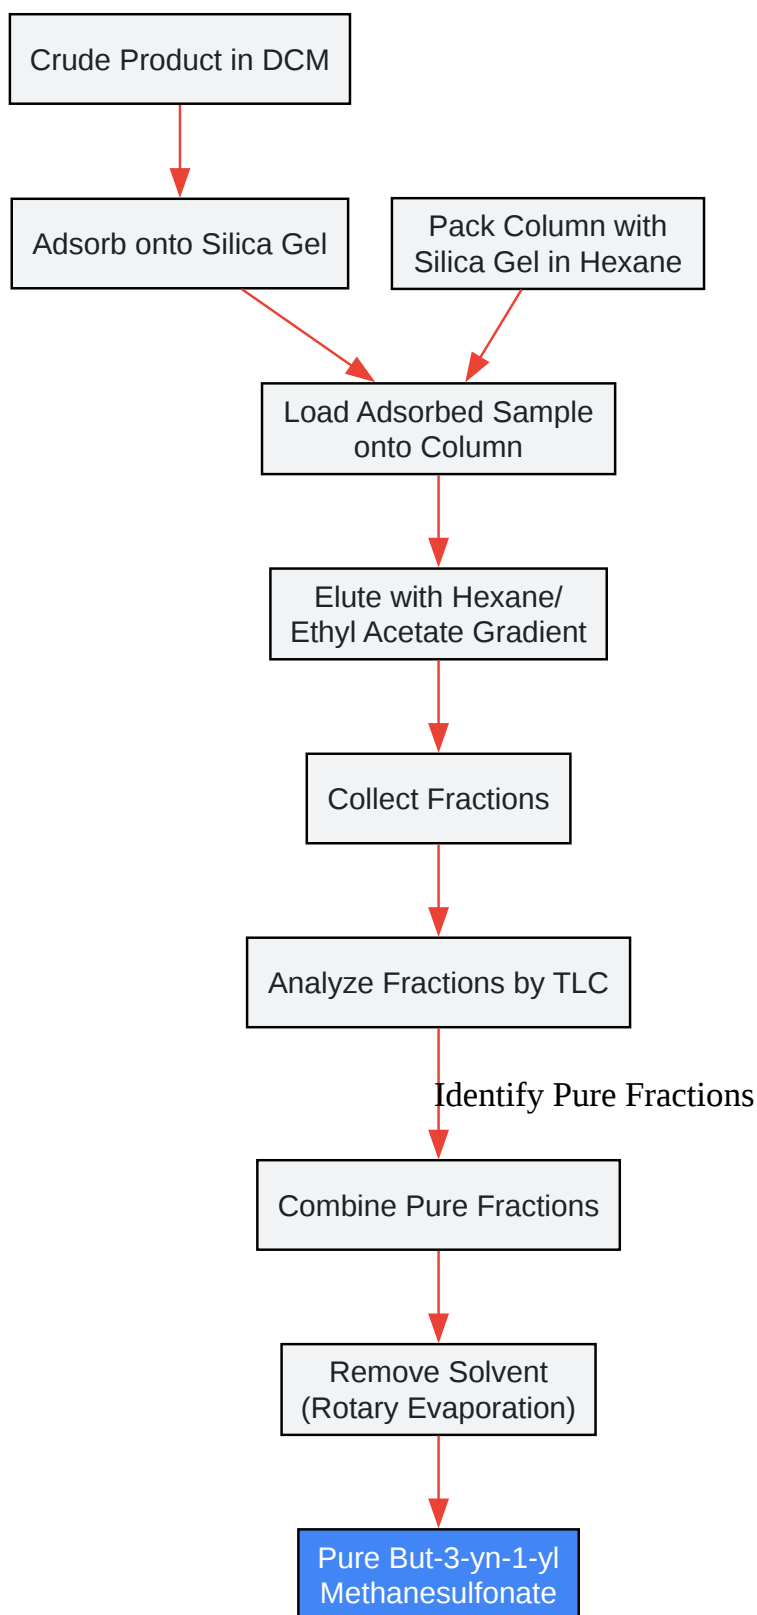 Crude Product in DCM
Adsorb onto Silica Gel
Pack Column with
Silica Gel in Hexane
Load Adsorbed Sample
onto Column
Elute with Hexane/
Ethyl Acetate Gradient
Collect Fractions
Analyze Fractions by TLC
Identify Pure Fractions
Combine Pure Fractions
Remove Solvent
(Rotary Evaporation)
Pure But-3-yn-1-yl
Methanesulfonate